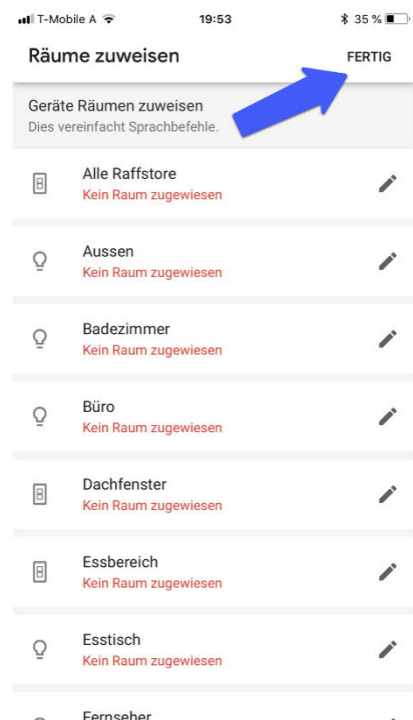 T-Mobile A 19:53 35 %
Räume zuweisen FERTIG
Geräte Räumen zuweisen
Dies vereinfacht Sprachbefehle.
Alle Raffstore
Kein Raum zugewiesen
Aussen
Kein Raum zugewiesen
Badezimmer
Kein Raum zugewiesen
Büro
Kein Raum zugewiesen
Dachfenster
Kein Raum zugewiesen
Essbereich
Kein Raum zugewiesen
Esstisch
Kein Raum zugewiesen
Fernseher